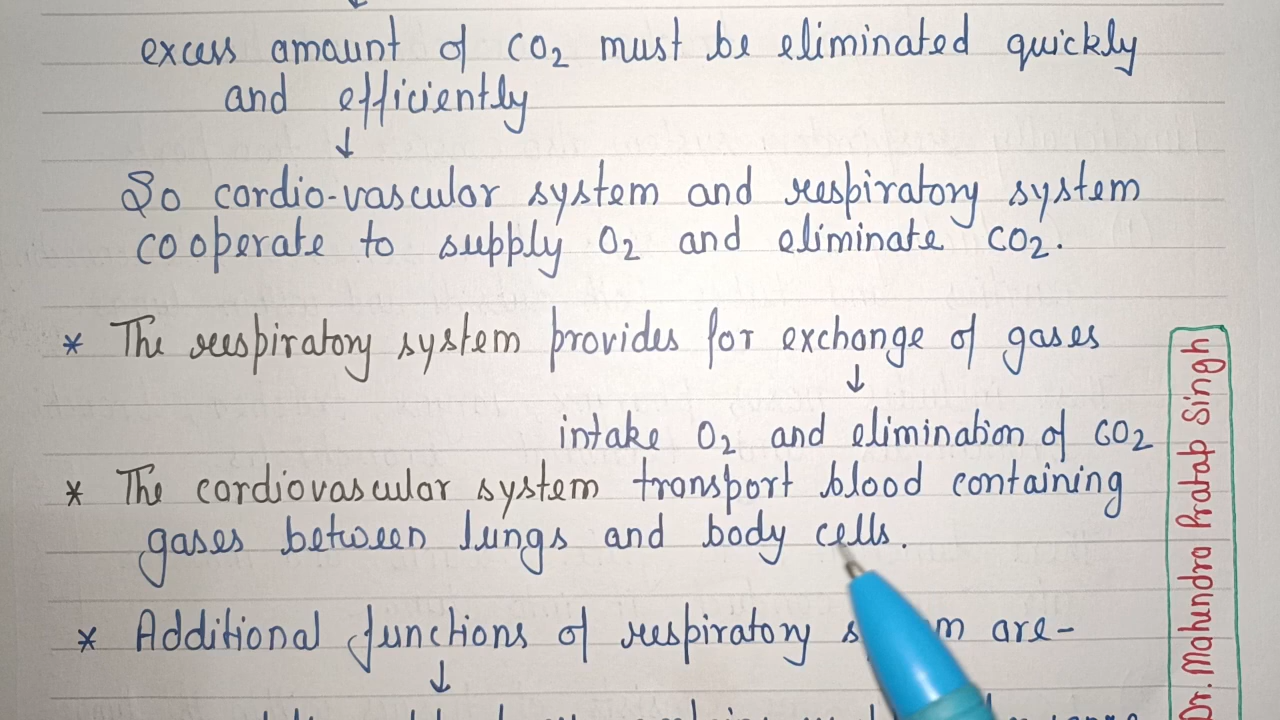 excess amount of CO2 must be eliminated quickly
and efficiently
↓
So cardio-vascular system and respiratory system
cooperate to supply O2 and eliminate CO2.
* The respiratory system provides for exchange of gases
↓
intake O2 and elimination of CO2
* The cardiovascular system transport blood containing
gases between lungs and body cells.
* Additional functions of respiratory are-
↓
Dr. Mahendra Pratap Singh